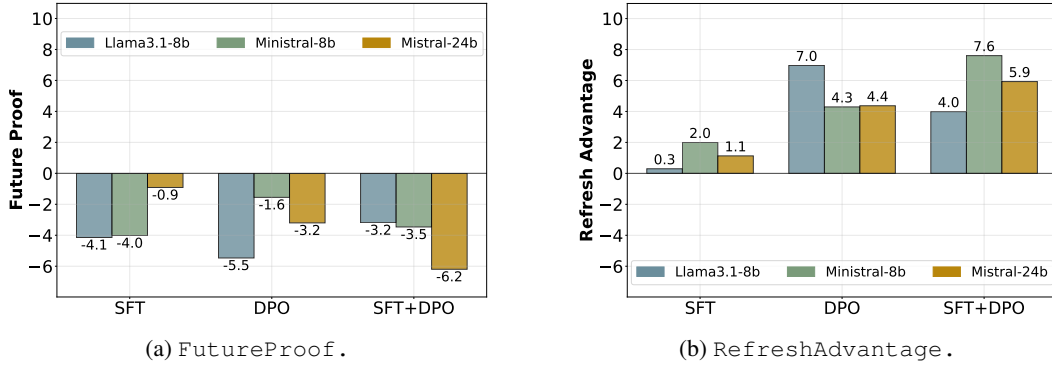 10
8
6
4
2
0
−2
−4
−6
Future Proof
Llama3.1-8b Ministral-8b Mistral-24b
-4.1 -4.0 -0.9
-5.5 -1.6 -3.2
-3.2 -3.5 -6.2
SFT DPO SFT+DPO
(a) FutureProof.
10
8
6
4
2
0
−2
−4
−6
Refresh Advantage
0.3 2.0 1.1
7.0 4.3 4.4
4.0 7.6 5.9
Llama3.1-8b Ministral-8b Mistral-24b
SFT DPO SFT+DPO
(b) RefreshAdvantage.